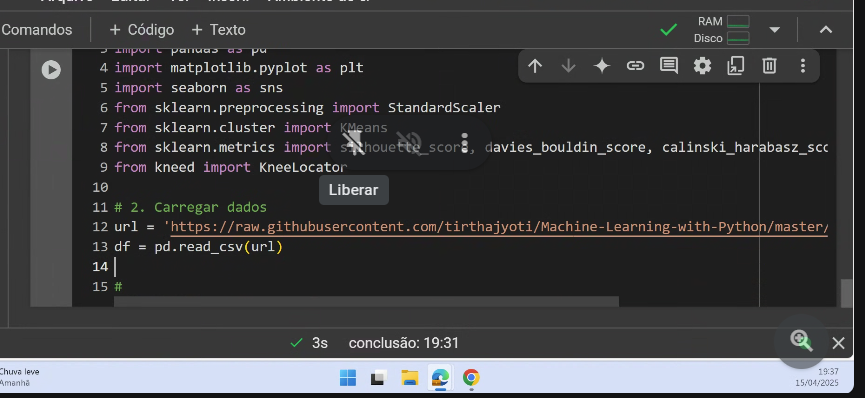 Comandos + Código + Texto RAM
Disco
3 import pandas as pd
4 import matplotlib.pyplot as plt
5 import seaborn as sns
6 from sklearn.preprocessing import StandardScaler
7 from sklearn.cluster import KMeans
8 from sklearn.metrics import silhouette_score, davies_bouldin_score, calinski_harabasz_sco
9 from kneed import KneeLocator
Liberar
10
11 # 2. Carregar dados
12 url = 'https://raw.githubusercontent.com/tirthajyoti/Machine-Learning-with-Python/master/
13 df = pd.read_csv(url)
14
15 #
3s conclusão: 19:31
Chuva leve
Amanhã
19:37
15/04/2025